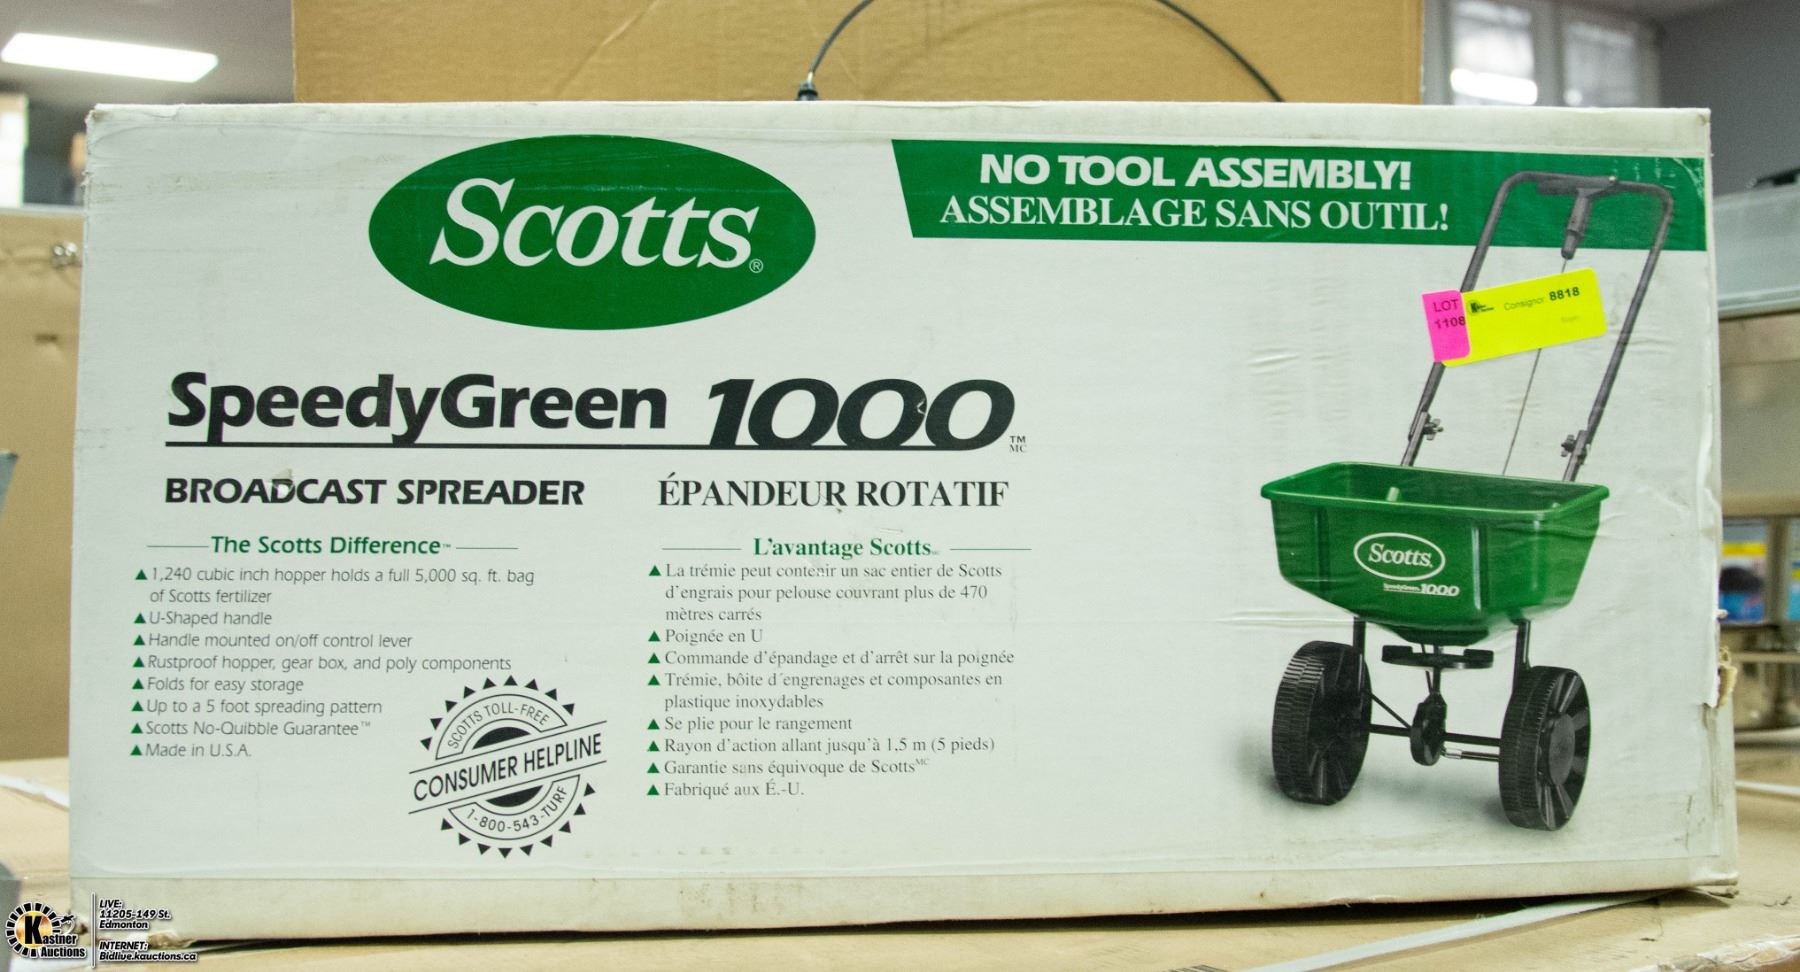 Scotts®
NO TOOL ASSEMBLY!
ASSEMBLAGE SANS OUTIL!
LOT
1108
Consignor 8818
SpeedyGreen 1000 ™
MC
BROADCAST SPREADER
The Scotts Difference™
▲1,240 cubic inch hopper holds a full 5,000 sq. ft. bag
of Scotts fertilizer
▲U-Shaped handle
▲Handle mounted on/off control lever
▲Rustproof hopper, gear box, and poly components
▲Folds for easy storage
▲Up to a 5 foot spreading pattern
▲Scotts No-Quibble Guarantee™
▲Made in U.S.A.
SCOTTS TOLL-FREE
CONSUMER HELPLINE
1-800-543-TURF
ÉPANDEUR ROTATIF
L'avantage Scotts
▲La trémie peut contenir un sac entier de Scotts
d'engrais pour pelouse couvrant plus de 470
mètres carrés
▲Poignée en U
▲Commande d'épandage et d'arrêt sur la poignée
▲Trémie, bôite d'engrenages et composantes en
plastique inoxydables
▲Se plie pour le rangement
▲Rayon d'action allant jusqu'à 1,5 m (5 pieds)
▲Garantie sans équivoque de ScottsMC
▲Fabriqué aux É.-U.
Scotts
SpeedyGreen 1000
Kastner
Auctions
LIVE:
11205-149 St.
Edmonton
INTERNET:
Bidlive.kauctions.ca